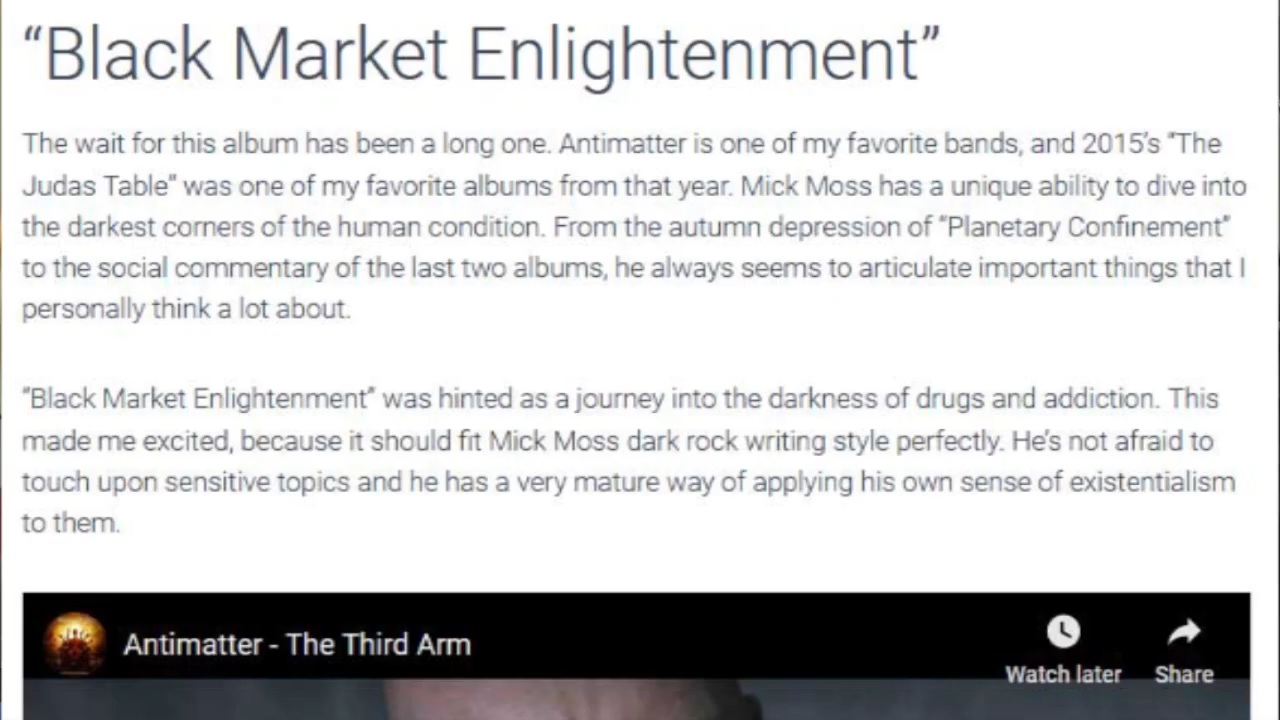 “Black Market Enlightenment”
The wait for this album has been a long one. Antimatter is one of my favorite bands, and 2015’s “The
Judas Table” was one of my favorite albums from that year. Mick Moss has a unique ability to dive into
the darkest corners of the human condition. From the autumn depression of “Planetary Confinement”
to the social commentary of the last two albums, he always seems to articulate important things that I
personally think a lot about.
“Black Market Enlightenment” was hinted as a journey into the darkness of drugs and addiction. This
made me excited, because it should fit Mick Moss dark rock writing style perfectly. He’s not afraid to
touch upon sensitive topics and he has a very mature way of applying his own sense of existentialism
to them.
Antimatter - The Third Arm
Watch later Share